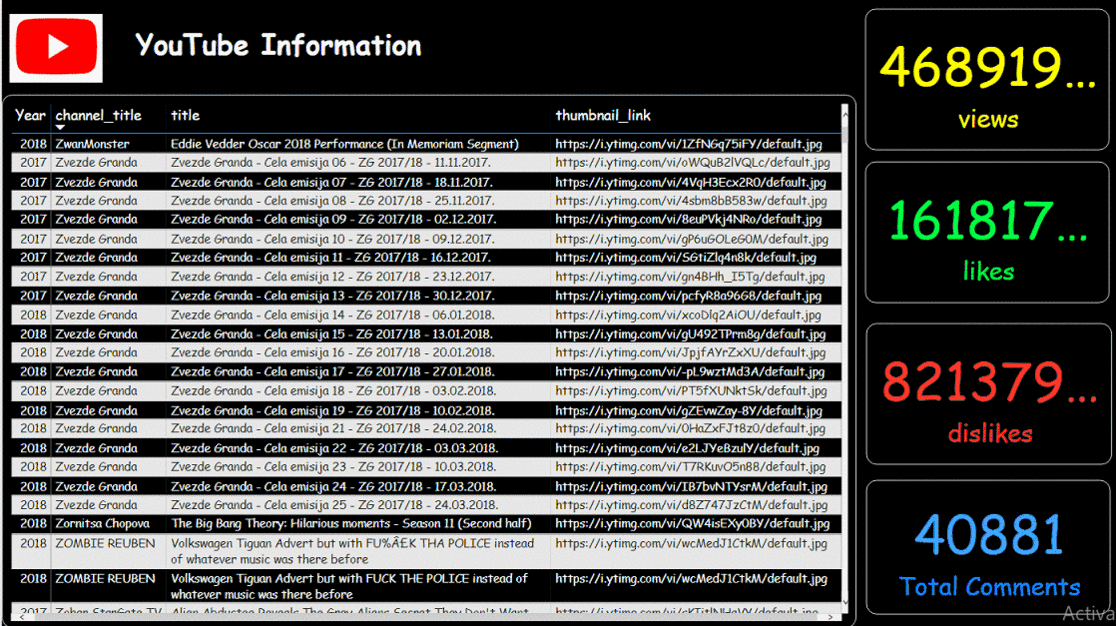 YouTube Information
468919...
views
161817...
likes
821379...
dislikes
40881
Total Comments
Year channel_title title thumbnail_link
2018 ZwanMonster Eddie Vedder Oscar 2018 Performance (In Memoriam Segment) https://i.ytimg.com/vi/1ZfNGq75iFY/default.jpg
2017 Zvezde Granda Zvezde Granda - Cela emisija 06 - ZG 2017/18 - 11.11.2017. https://i.ytimg.com/vi/oWQuB2lVQLc/default.jpg
2017 Zvezde Granda Zvezde Granda - Cela emisija 07 - ZG 2017/18 - 18.11.2017. https://i.ytimg.com/vi/4VqH3Ecx2R0/default.jpg
2017 Zvezde Granda Zvezde Granda - Cela emisija 08 - ZG 2017/18 - 25.11.2017. https://i.ytimg.com/vi/4sbm8bB583w/default.jpg
2017 Zvezde Granda Zvezde Granda - Cela emisija 09 - ZG 2017/18 - 02.12.2017. https://i.ytimg.com/vi/8euPVkj4NRo/default.jpg
2017 Zvezde Granda Zvezde Granda - Cela emisija 10 - ZG 2017/18 - 09.12.2017. https://i.ytimg.com/vi/gP6uGOLeG0M/default.jpg
2017 Zvezde Granda Zvezde Granda - Cela emisija 11 - ZG 2017/18 - 16.12.2017. https://i.ytimg.com/vi/SGtiZlq4n8k/default.jpg
2017 Zvezde Granda Zvezde Granda - Cela emisija 12 - ZG 2017/18 - 23.12.2017. https://i.ytimg.com/vi/gn4BHh_I5Tg/default.jpg
2017 Zvezde Granda Zvezde Granda - Cela emisija 13 - ZG 2017/18 - 30.12.2017. https://i.ytimg.com/vi/pcfyR8a96G8/default.jpg
2018 Zvezde Granda Zvezde Granda - Cela emisija 14 - ZG 2017/18 - 06.01.2018. https://i.ytimg.com/vi/xcoDlq2AiOU/default.jpg
2018 Zvezde Granda Zvezde Granda - Cela emisija 15 - ZG 2017/18 - 13.01.2018. https://i.ytimg.com/vi/gU492TPrm8g/default.jpg
2018 Zvezde Granda Zvezde Granda - Cela emisija 16 - ZG 2017/18 - 20.01.2018. https://i.ytimg.com/vi/JpjfAYrZxXU/default.jpg
2018 Zvezde Granda Zvezde Granda - Cela emisija 17 - ZG 2017/18 - 27.01.2018. https://i.ytimg.com/vi/-pL9wztMd3A/default.jpg
2018 Zvezde Granda Zvezde Granda - Cela emisija 18 - ZG 2017/18 - 03.02.2018. https://i.ytimg.com/vi/PT5fXUNktSk/default.jpg
2018 Zvezde Granda Zvezde Granda - Cela emisija 19 - ZG 2017/18 - 10.02.2018. https://i.ytimg.com/vi/gZEvwZay-8Y/default.jpg
2018 Zvezde Granda Zvezde Granda - Cela emisija 21 - ZG 2017/18 - 24.02.2018. https://i.ytimg.com/vi/0HaZxFJt8z0/default.jpg
2018 Zvezde Granda Zvezde Granda - Cela emisija 22 - ZG 2017/18 - 03.03.2018. https://i.ytimg.com/vi/e2LJYeBzulY/default.jpg
2018 Zvezde Granda Zvezde Granda - Cela emisija 23 - ZG 2017/18 - 10.03.2018. https://i.ytimg.com/vi/T7RKuvO5n88/default.jpg
2018 Zvezde Granda Zvezde Granda - Cela emisija 24 - ZG 2017/18 - 17.03.2018. https://i.ytimg.com/vi/IB7bvNTYsrM/default.jpg
2018 Zvezde Granda Zvezde Granda - Cela emisija 25 - ZG 2017/18 - 24.03.2018. https://i.ytimg.com/vi/d8Z747JzCtM/default.jpg
2018 Zornitsa Chopova The Big Bang Theory: Hilarious moments - Season 11 (Second half) https://i.ytimg.com/vi/QW4isEXy0BY/default.jpg
2018 ZOMBIE REUBEN Volkswagen Tiguan Advert but with FU%Â£K THA POLICE instead https://i.ytimg.com/vi/wcMedJ1CtkM/default.jpg
of whatever music was there before
2018 ZOMBIE REUBEN Volkswagen Tiguan Advert but with FUCK THE POLICE instead of https://i.ytimg.com/vi/wcMedJ1CtkM/default.jpg
whatever music was there before
2017 Zohan StarGate TV Alien Abductee Reveals The Grey Aliens Secret They Don't Want
Activa